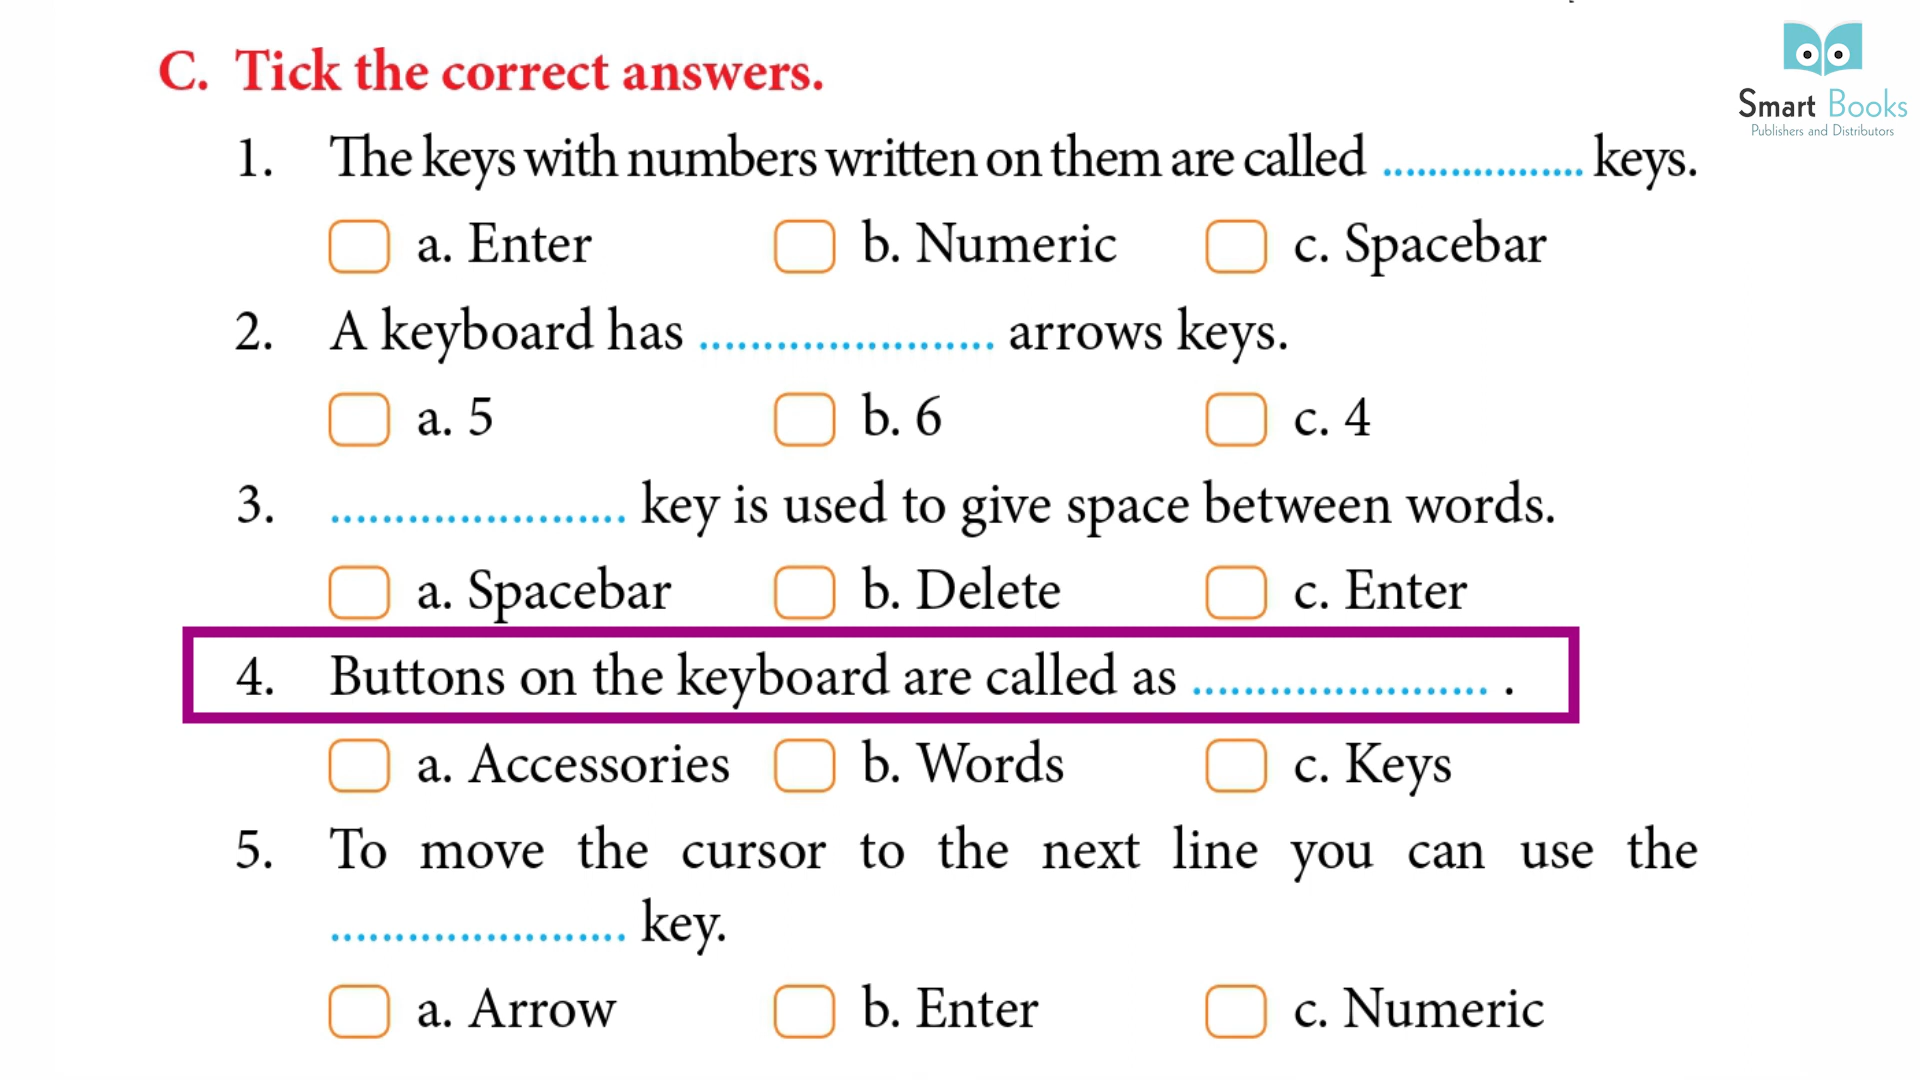 Smart Books
Publishers and Distributors
C. Tick the correct answers.
1. The keys with numbers written on them are called .................. keys.
a. Enter b. Numeric c. Spacebar
2. A keyboard has ....................... arrows keys.
a. 5 b. 6 c. 4
3. ....................... key is used to give space between words.
a. Spacebar b. Delete c. Enter
4. Buttons on the keyboard are called as ....................... .
a. Accessories b. Words c. Keys
5. To move the cursor to the next line you can use the
....................... key.
a. Arrow b. Enter c. Numeric